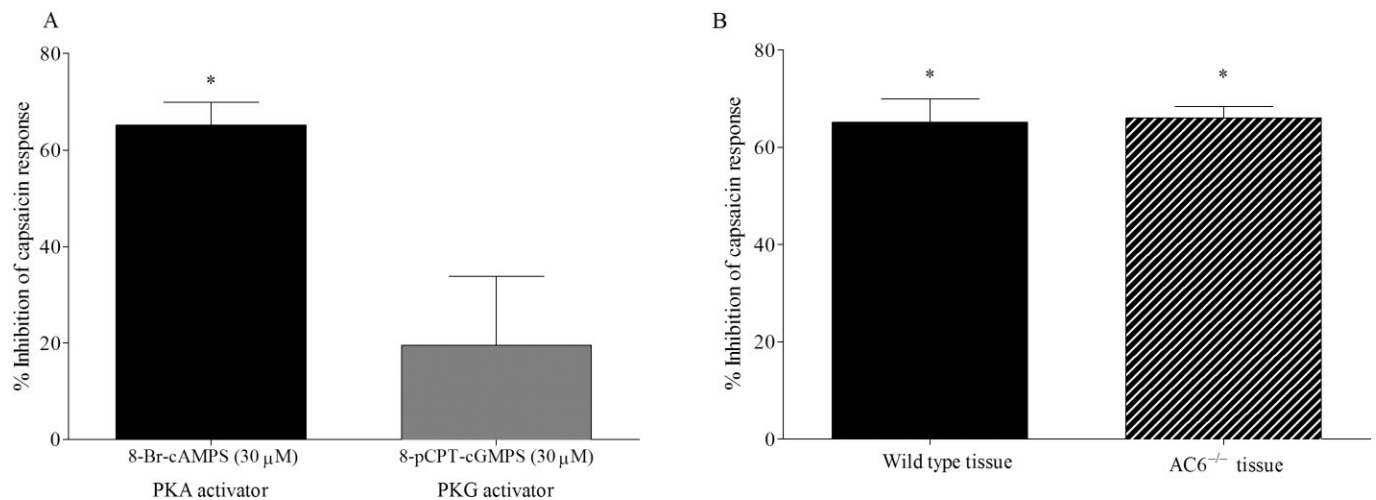 A
% Inhibition of capsaicin response
80
60
40
20
0
*
8-Br-cAMPS (30 μM)
PKA activator
8-pCPT-cGMPS (30 μM)
PKG activator
B
% Inhibition of capsaicin response
80
60
40
20
0
*
*
Wild type tissue
AC6⁻/⁻ tissue